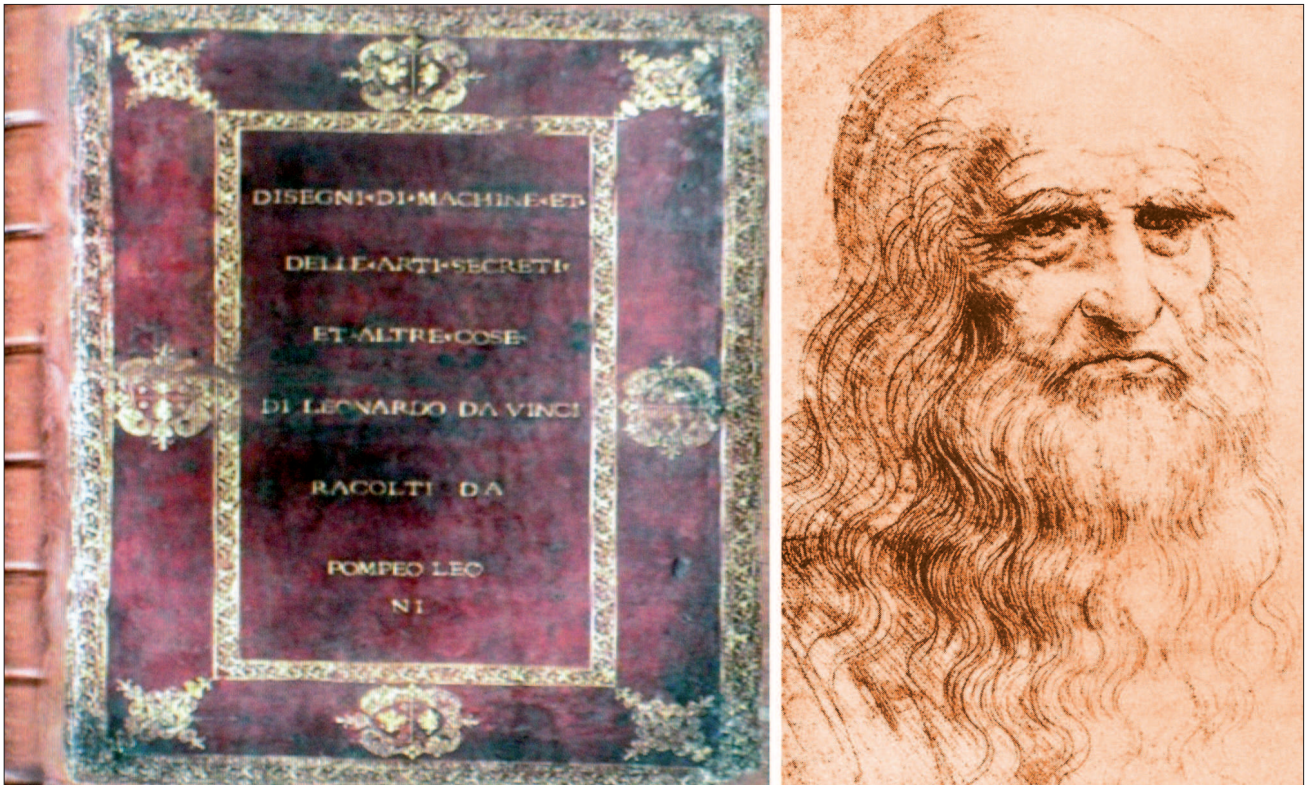 DISEGNI·DI·MACHINE·ET·
DELLE·ARTI·SECRETI·
ET·ALTRE·COSE·
DI LEONARDO DA VINCI
RACOLTI DA
POMPEO LEO
NI